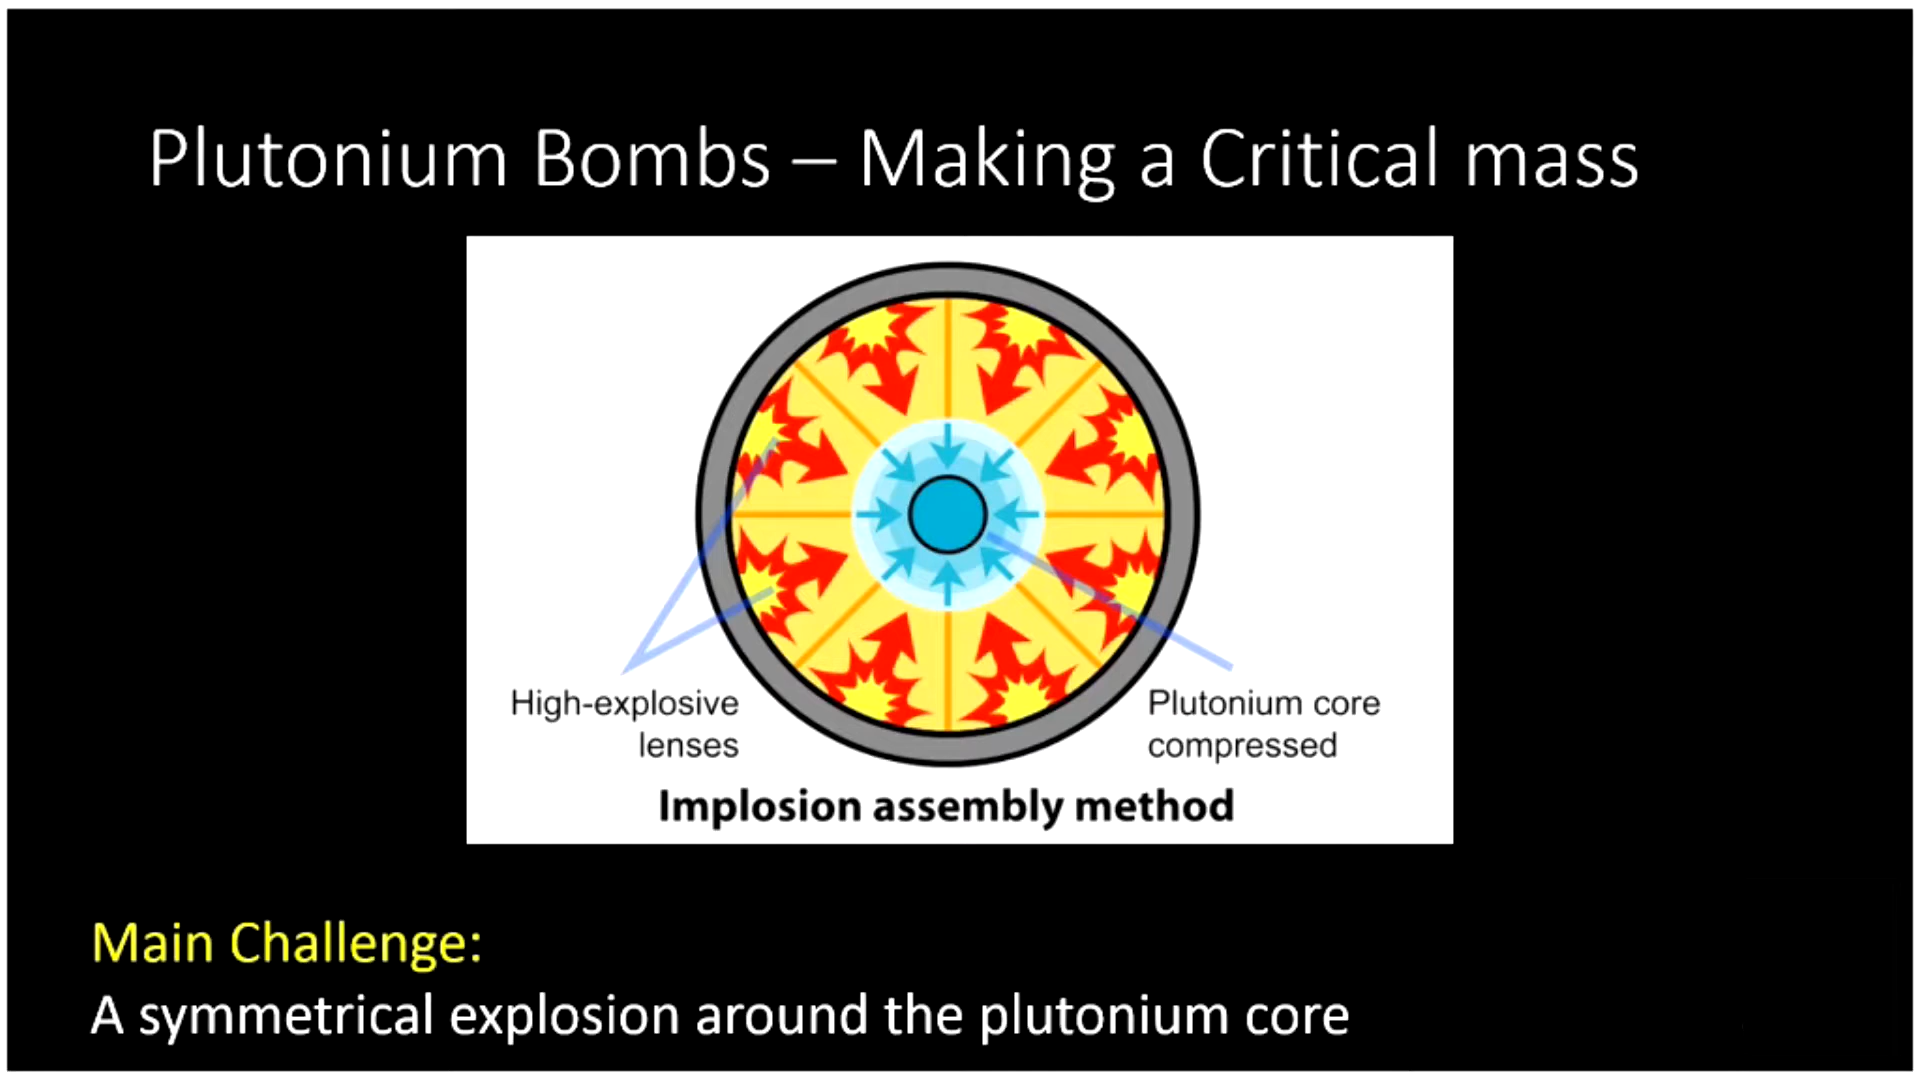 Plutonium Bombs – Making a Critical mass
High-explosive
lenses
Plutonium core
compressed
Implosion assembly method
Main Challenge:
A symmetrical explosion around the plutonium core